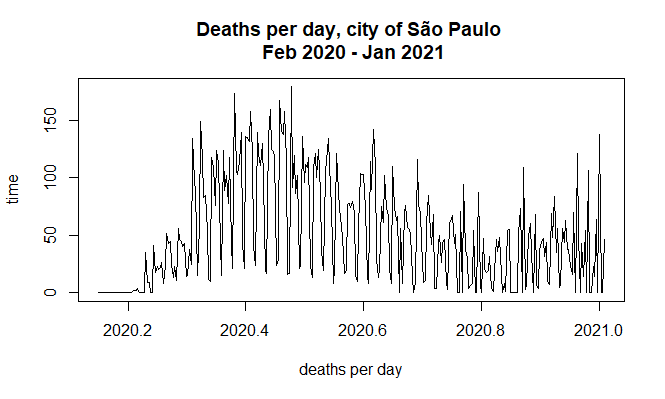 Deaths per day, city of São Paulo
Feb 2020 - Jan 2021
time
150
100
50
0
2020.2 2020.4 2020.6 2020.8 2021.0
deaths per day